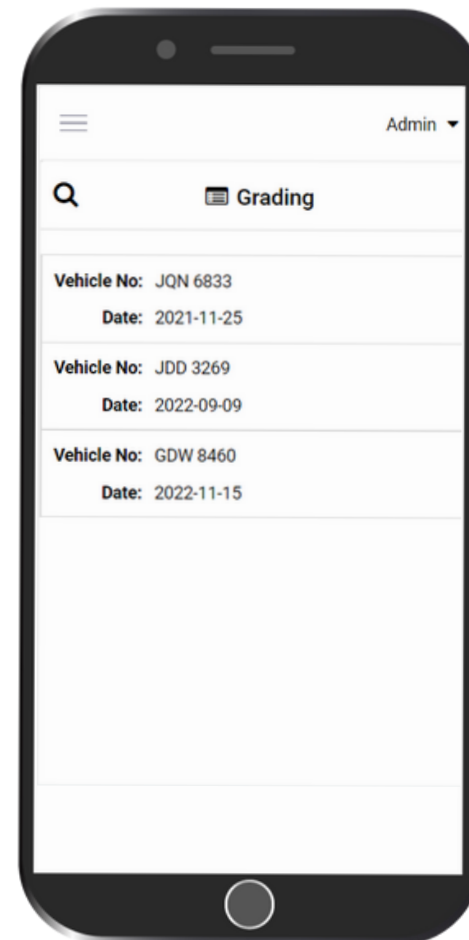 Admin
Grading
Vehicle No: JQN 6833
Date: 2021-11-25
Vehicle No: JDD 3269
Date: 2022-09-09
Vehicle No: GDW 8460
Date: 2022-11-15